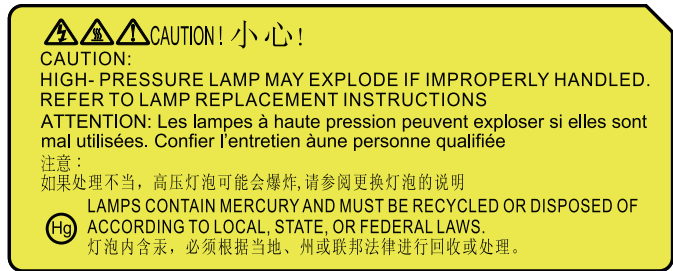 CAUTION! 小心!
CAUTION:
HIGH- PRESSURE LAMP MAY EXPLODE IF IMPROPERLY HANDLED.
REFER TO LAMP REPLACEMENT INSTRUCTIONS
ATTENTION: Les lampes à haute pression peuvent exploser si elles sont
mal utilisées. Confier l'entretien àune personne qualifiée
注意：
如果处理不当，高压灯泡可能会爆炸,请参阅更换灯泡的说明
LAMPS CONTAIN MERCURY AND MUST BE RECYCLED OR DISPOSED OF
Hg ACCORDING TO LOCAL, STATE, OR FEDERAL LAWS.
灯泡内含汞，必须根据当地、州或联邦法律进行回收或处理。